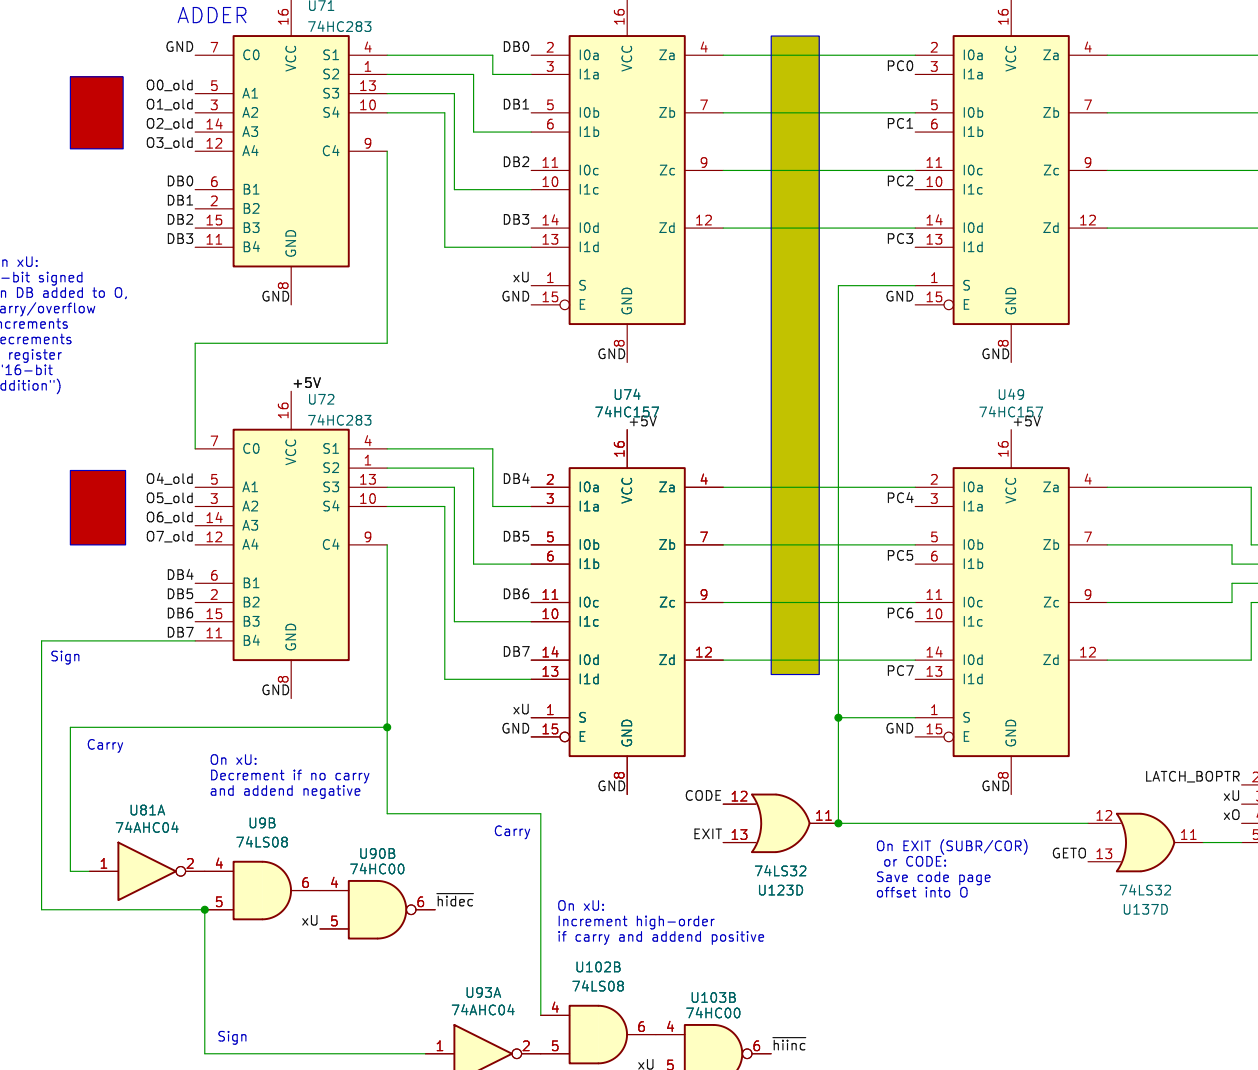 ADDER
U71
74HC283
16
VCC
GND 7 C0
O0_old 5 A1
O1_old 3 A2
O2_old 14 A3
O3_old 12 A4
DB0 6 B1
DB1 2 B2
DB2 15 B3
DB3 11 B4
S1 4
S2 1
S3 13
S4 10
C4 9
GND
8
GND
16
VCC
DB0 2 I0a
3 I1a
DB1 5 I0b
6 I1b
DB2 11 I0c
10 I1c
DB3 14 I0d
13 I1d
xU 1 S
GND 15 E
Za 4
Zb 7
Zc 9
Zd 12
GND
8
GND
16
VCC
2 I0a
PC0 3 I1a
5 I0b
PC1 6 I1b
11 I0c
PC2 10 I1c
14 I0d
PC3 13 I1d
1 S
GND 15 E
Za 4
Zb 7
Zc 9
Zd 12
GND
8
GND
n xU:
-bit signed
n DB added to O,
arry/overflow
ncrements
ecrements
register
"16-bit
ddition")
+5V
U72
74HC283
16
VCC
7 C0
O4_old 5 A1
O5_old 3 A2
O6_old 14 A3
O7_old 12 A4
DB4 6 B1
DB5 2 B2
DB6 15 B3
DB7 11 B4
S1 4
S2 1
S3 13
S4 10
C4 9
GND
8
GND
U74
74HC157
+5V
16
VCC
DB4 2 I0a
3 I1a
DB5 5 I0b
6 I1b
DB6 11 I0c
10 I1c
DB7 14 I0d
13 I1d
xU 1 S
GND 15 E
Za 4
Zb 7
Zc 9
Zd 12
GND
8
GND
U49
74HC157
+5V
16
VCC
2 I0a
PC4 3 I1a
5 I0b
PC5 6 I1b
11 I0c
PC6 10 I1c
14 I0d
PC7 13 I1d
1 S
GND 15 E
Za 4
Zb 7
Zc 9
Zd 12
GND
8
GND
Sign
Carry
On xU:
Decrement if no carry
and addend negative
U81A
74AHC04
1 2
U9B
74LS08
4
5
6
U90B
74HC00
4
xU 5
6 hidec
Carry
CODE 12
EXIT 13
11
74LS32
U123D
On EXIT (SUBR/COR)
or CODE:
Save code page
offset into O
12
GETO 13
11
74LS32
U137D
LATCH_BOPTR 2
xU
xO
5
On xU:
Increment high-order
if carry and addend positive
Sign
U93A
74AHC04
1 2
U102B
74LS08
4
5
6
U103B
74HC00
4
xU 5
6 hiinc